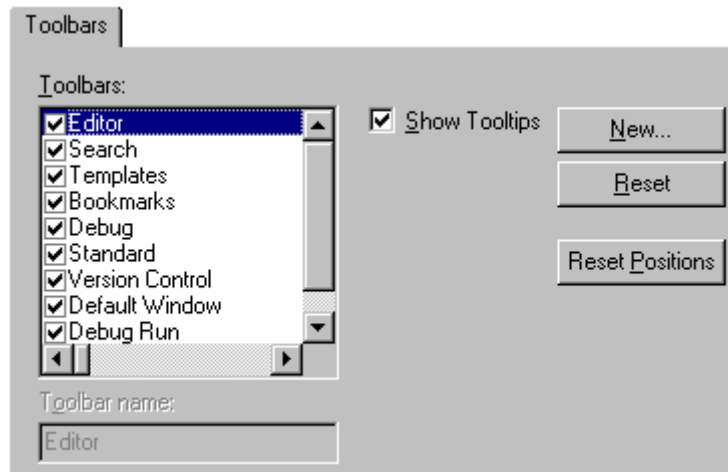 Toolbars
Toolbars:
Editor
Search
Templates
Bookmarks
Debug
Standard
Version Control
Default Window
Debug Run
Toolbar name:
Editor
Show Tooltips
New...
Reset
Reset Positions